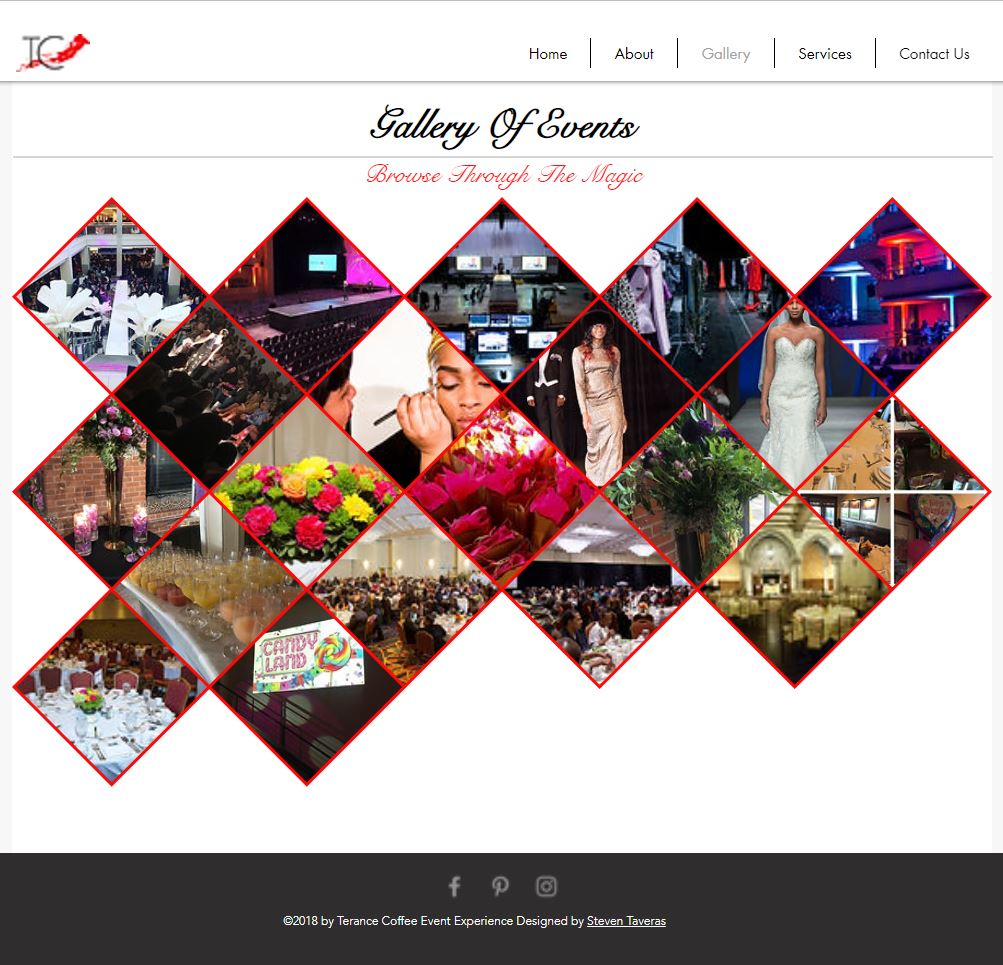 TC
Home
About
Gallery
Services
Contact Us
Gallery Of Events
Browse Through The Magic
CANDY
LAND
©2018 by Terance Coffee Event Experience Designed by Steven Taveras